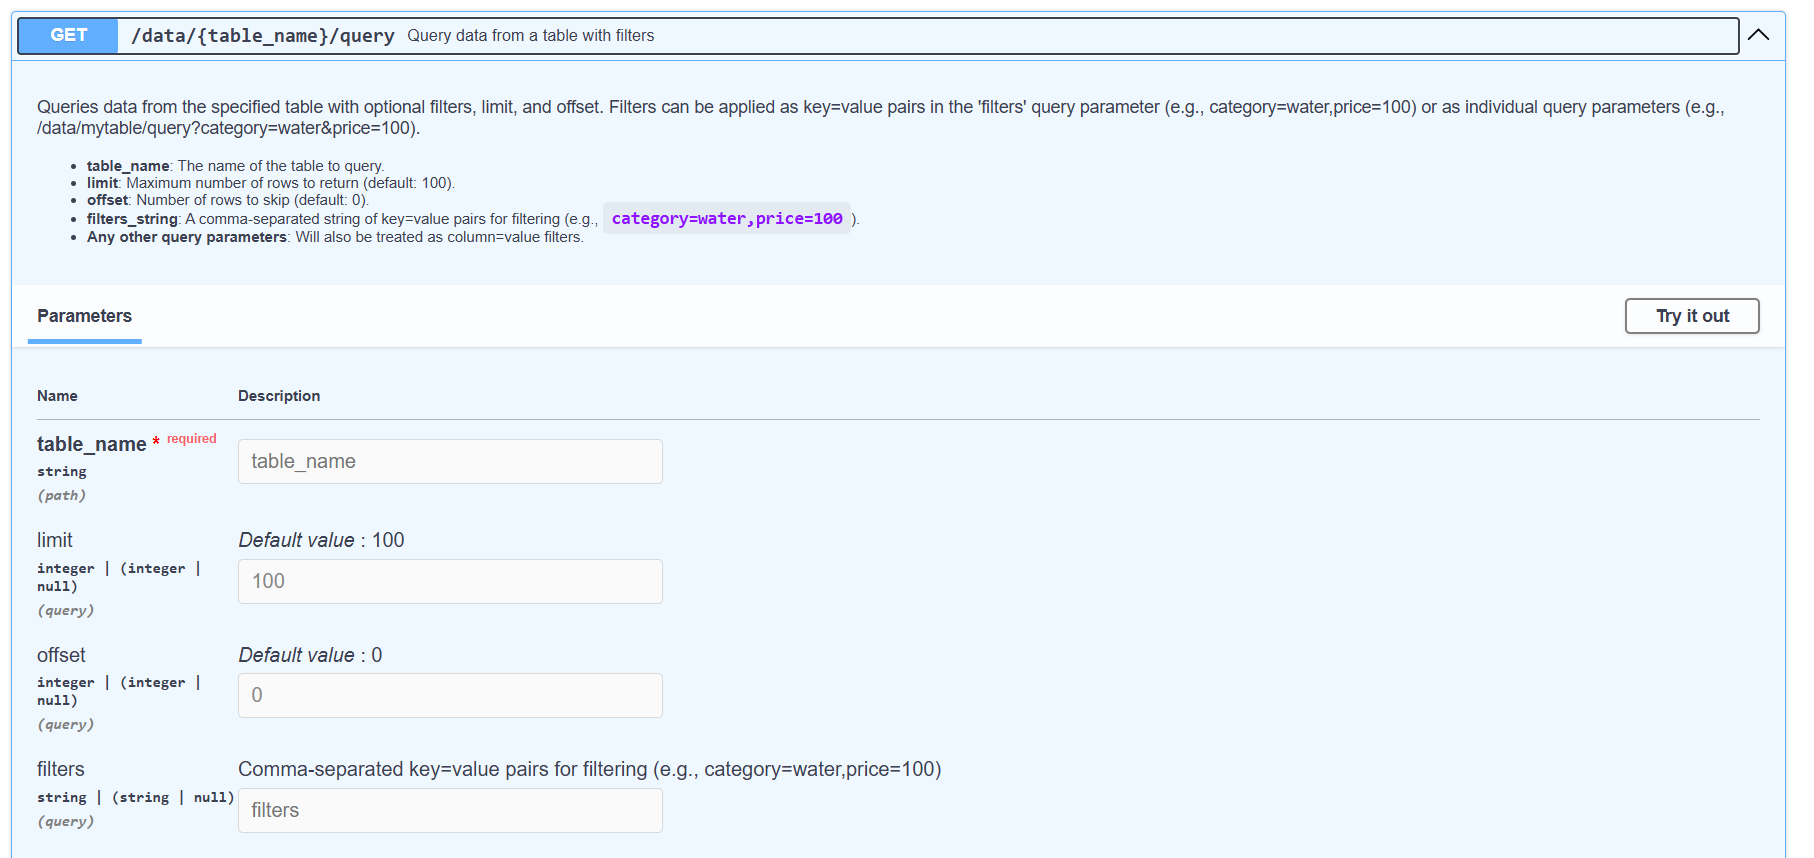 GET /data/{table_name}/query Query data from a table with filters
Queries data from the specified table with optional filters, limit, and offset. Filters can be applied as key=value pairs in the 'filters' query parameter (e.g., category=water,price=100) or as individual query parameters (e.g.,
/data/mytable/query?category=water&price=100).
• table_name: The name of the table to query.
• limit: Maximum number of rows to return (default: 100).
• offset: Number of rows to skip (default: 0).
• filters_string: A comma-separated string of key=value pairs for filtering (e.g., category=water,price=100 ).
• Any other query parameters: Will also be treated as column=value filters.
Parameters Try it out
Name Description
table_name * required
table_name
string
(path)
limit Default value : 100
integer | (integer |
null)
100
(query)
offset Default value : 0
integer | (integer |
null)
0
(query)
filters Comma-separated key=value pairs for filtering (e.g., category=water,price=100)
string | (string | null)
filters
(query)